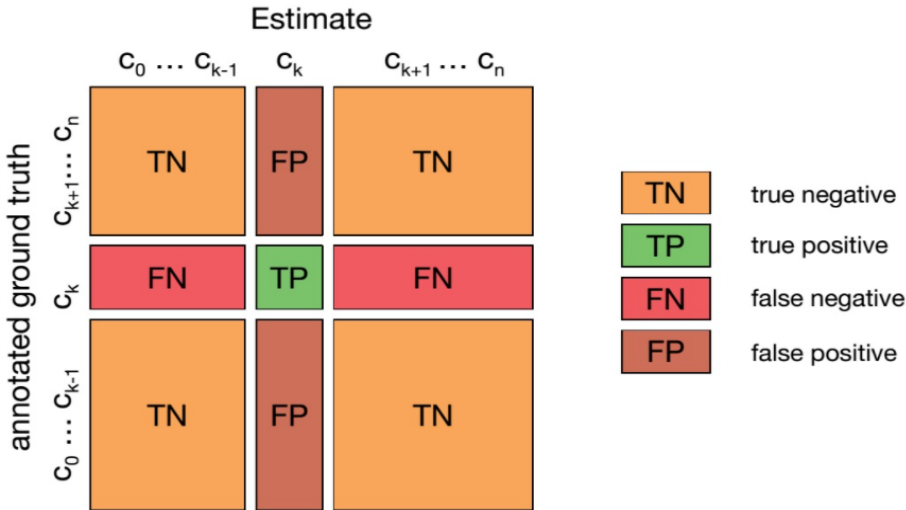 Estimate
c0 ... ck-1 ck ck+1 ... cn
annotated ground truth
ck+1 ... cn
ck
c0 ... ck-1
TN FP TN
FN TP FN
TN FP TN
TN true negative
TP true positive
FN false negative
FP false positive